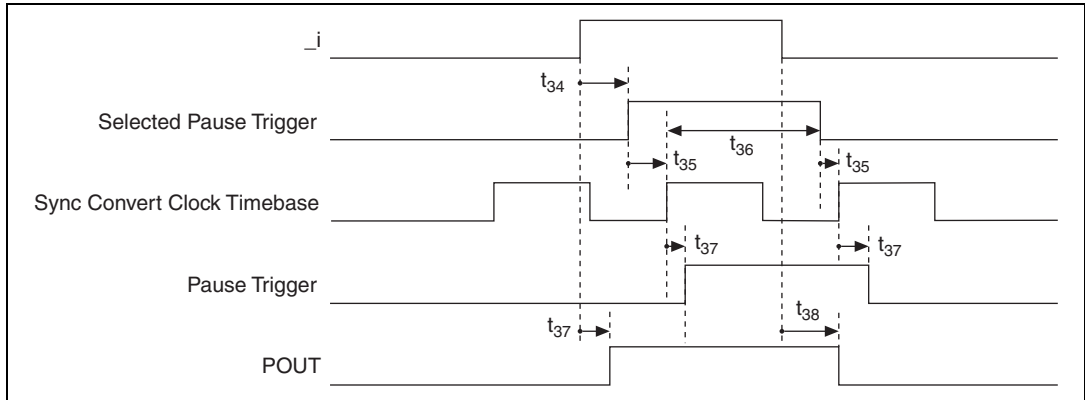 _i
t34
Selected Pause Trigger
t36
t35
t35
Sync Convert Clock Timebase
t37
t37
Pause Trigger
t37
t38
POUT